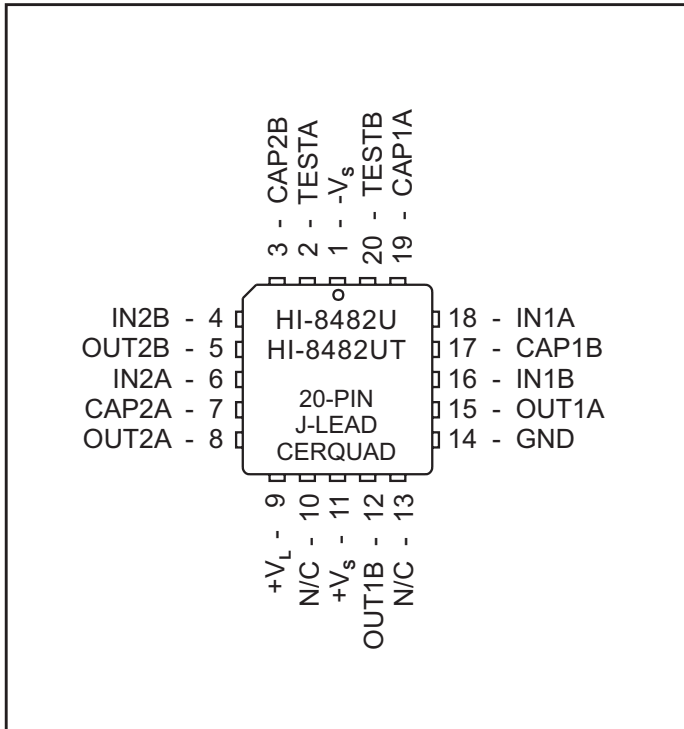 3 - CAP2B
2 - TESTA
1 - -VS
20 - TESTB
19 - CAP1A
IN2B - 4
OUT2B - 5
IN2A - 6
CAP2A - 7
OUT2A - 8
HI-8482U
HI-8482UT
20-PIN
J-LEAD
CERQUAD
18 - IN1A
17 - CAP1B
16 - IN1B
15 - OUT1A
14 - GND
+VL - 9
N/C - 10
+VS - 11
OUT1B - 12
N/C - 13